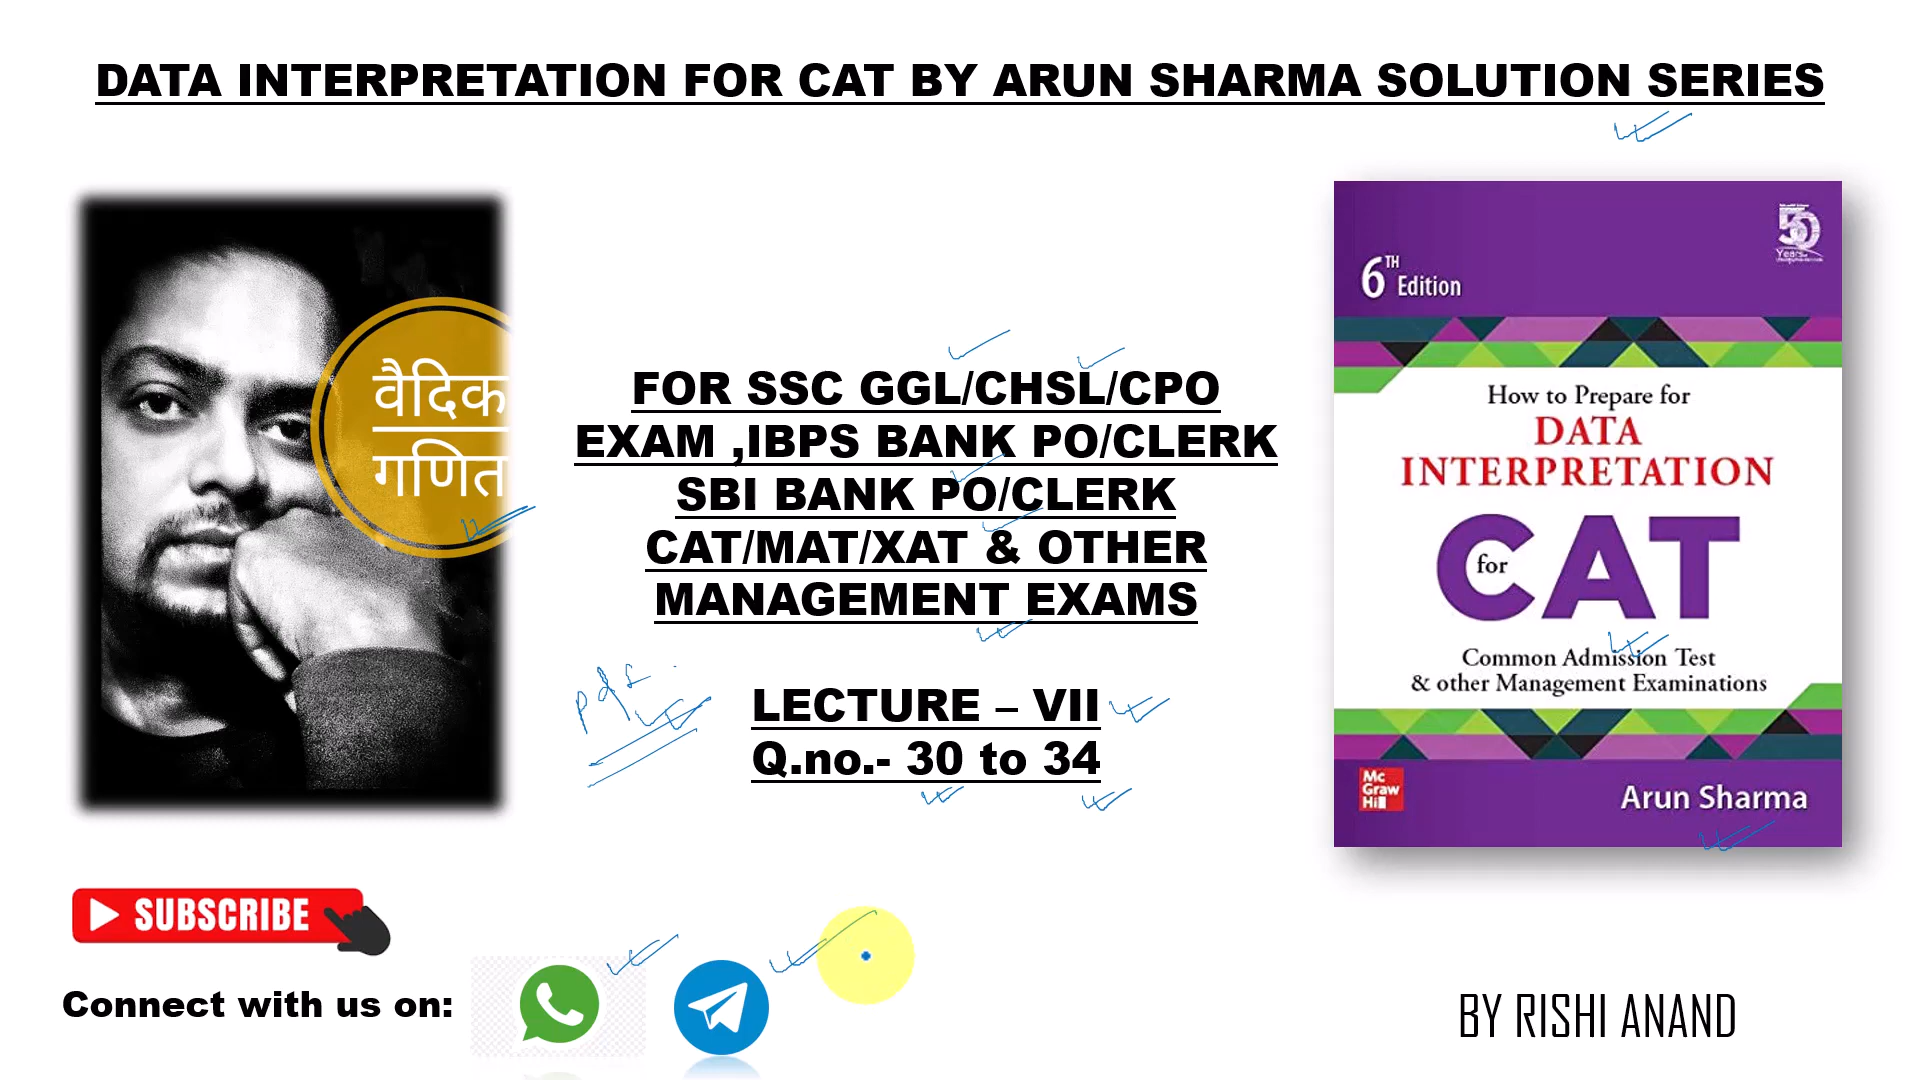 DATA INTERPRETATION FOR CAT BY ARUN SHARMA SOLUTION SERIES
वैदिक
गणित
FOR SSC GGL/CHSL/CPO
EXAM ,IBPS BANK PO/CLERK
SBI BANK PO/CLERK
CAT/MAT/XAT & OTHER
MANAGEMENT EXAMS
pdf
LECTURE – VII
Q.no.- 30 to 34
50
Years
6TH Edition
How to Prepare for
DATA
INTERPRETATION
for CAT
Common Admission Test
& other Management Examinations
Mc
Graw
Hill
Arun Sharma
SUBSCRIBE
Connect with us on:
BY RISHI ANAND